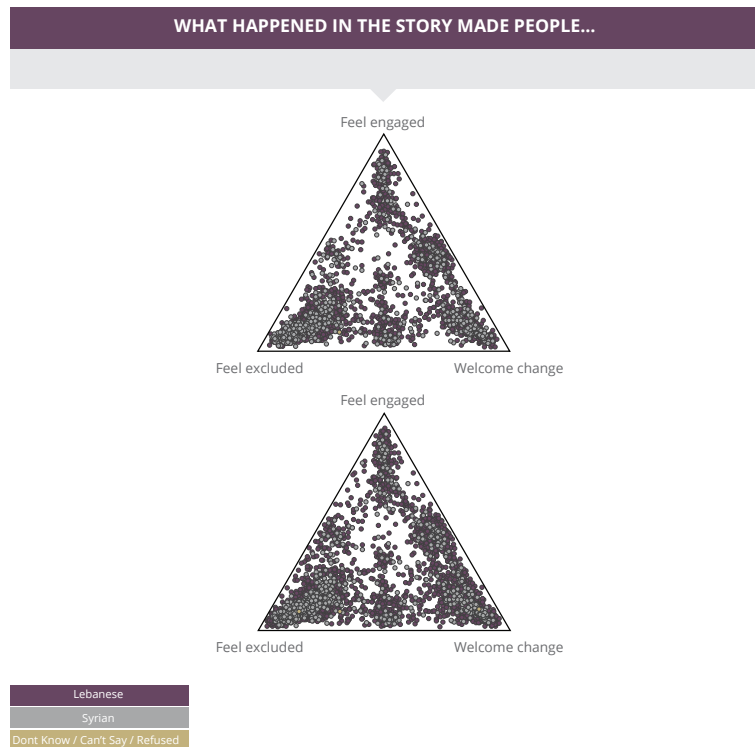 WHAT HAPPENED IN THE STORY MADE PEOPLE...
Feel engaged
Feel excluded
Welcome change
Feel engaged
Feel excluded
Welcome change
Lebanese
Syrian
Dont Know / Can't Say / Refused